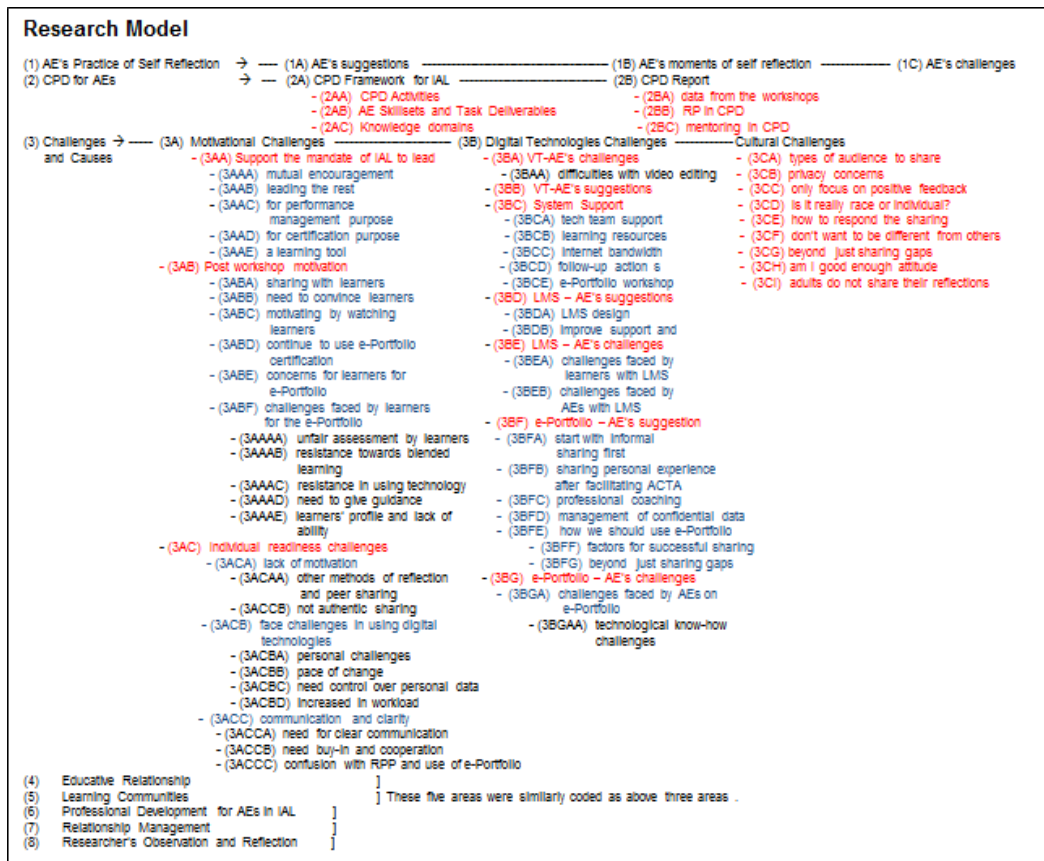 Research Model
(1) AE's Practice of Self Reflection → ---- (1A) AE's suggestions ---------------------------------------- (1B) AE's moments of self reflection --------------- (1C) AE's challenges
(2) CPD for AEs → --- (2A) CPD Framework for IAL ------------------------------- (2B) CPD Report
- (2AA) CPD Activities - (2BA) data from the workshops
- (2AB) AE Skillsets and Task Deliverables - (2BB) RP in CPD
- (2AC) Knowledge domains - (2BC) mentoring in CPD
(3) Challenges → ----- (3A) Motivational Challenges ------------------------- (3B) Digital Technologies Challenges ------------Cultural Challenges
and Causes - (3AA) Support the mandate of IAL to lead - (3BA) VT-AE's challenges - (3CA) types of audience to share
- (3AAA) mutual encouragement - (3BAA) difficulties with video editing - (3CB) privacy concerns
- (3AAB) leading the rest - (3BB) VT-AE's suggestions - (3CC) only focus on positive feedback
- (3AAC) for performance - (3BC) System Support - (3CD) is it really race or individual?
management purpose - (3BCA) tech team support - (3CE) how to respond the sharing
- (3AAD) for certification purpose - (3BCB) learning resources - (3CF) don't want to be different from others
- (3AAE) a learning tool - (3BCC) internet bandwidth - (3CG) beyond just sharing gaps
- (3AB) Post workshop motivation - (3BCD) follow-up action s - (3CH) am I good enough attitude
- (3ABA) sharing with learners - (3BCE) e-Portfolio workshop - (3CI) adults do not share their reflections
- (3ABB) need to convince learners - (3BD) LMS – AE's suggestions
- (3ABC) motivating by watching - (3BDA) LMS design
learners - (3BDB) improve support and
- (3ABD) continue to use e-Portfolio - (3BE) LMS – AE's challenges
certification - (3BEA) challenges faced by
- (3ABE) concerns for learners for learners with LMS
e-Portfolio - (3BEB) challenges faced by
- (3ABF) challenges faced by learners AEs with LMS
for the e-Portfolio - (3BF) e-Portfolio – AE's suggestion
- (3AAAA) unfair assessment by learners - (3BFA) start with informal
- (3AAAB) resistance towards blended sharing first
learning - (3BFB) sharing personal experience
- (3AAAC) resistance in using technology after facilitating ACTA
- (3AAAD) need to give guidance - (3BFC) professional coaching
- (3AAAE) learners' profile and lack of - (3BFD) management of confidential data
ability - (3BFE) how we should use e-Portfolio
- (3AC) Individual readiness challenges - (3BFF) factors for successful sharing
- (3ACA) lack of motivation - (3BFG) beyond just sharing gaps
- (3ACAA) other methods of reflection - (3BG) e-Portfolio – AE's challenges
and peer sharing - (3BGA) challenges faced by AEs on
- (3ACCB) not authentic sharing e-Portfolio
- (3ACB) face challenges in using digital - (3BGAA) technological know-how
technologies challenges
- (3ACBA) personal challenges
- (3ACBB) pace of change
- (3ACBC) need control over personal data
- (3ACBD) increased in workload
- (3ACC) communication and clarity
- (3ACCA) need for clear communication
- (3ACCB) need buy-in and cooperation
- (3ACCC) confusion with RPP and use of e-Portfolio
(4) Educative Relationship ]
(5) Learning Communities ] These five areas were similarly coded as above three areas .
(6) Professional Development for AEs in IAL ]
(7) Relationship Management ]
(8) Researcher's Observation and Reflection ]